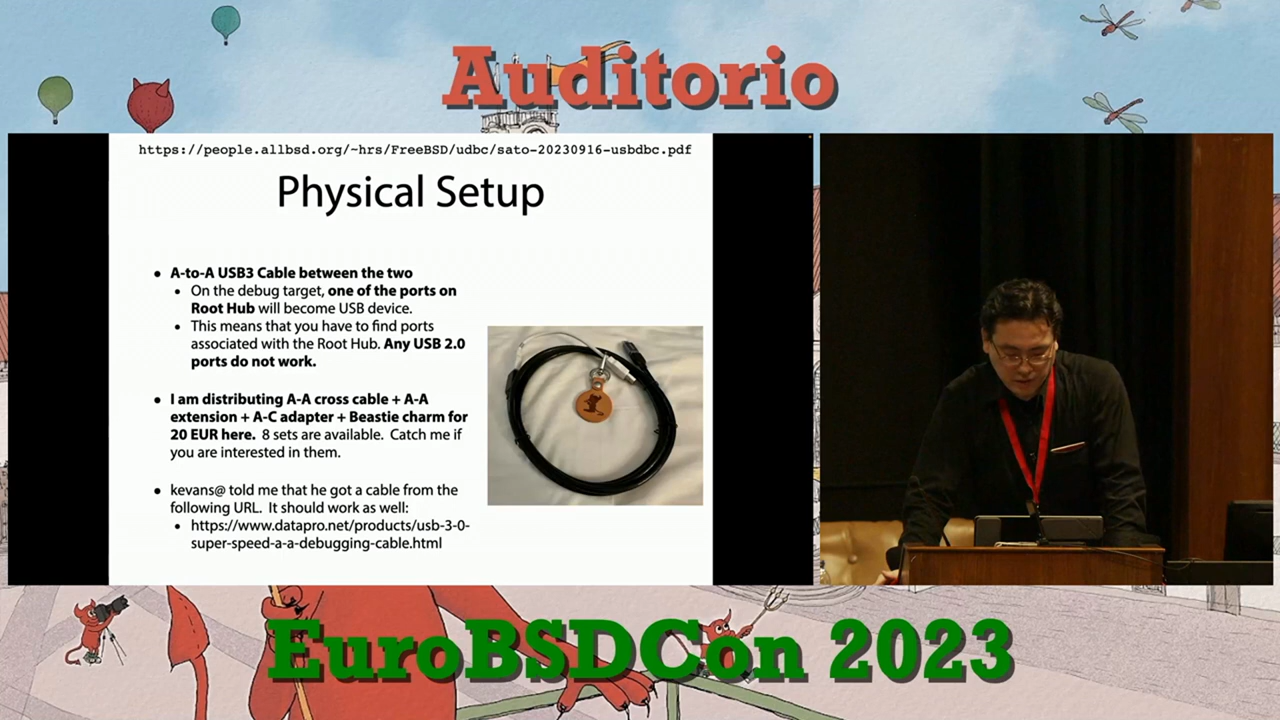 Auditorio
https://people.allbsd.org/~hrs/FreeBSD/udbc/sato-20230916-usbdbc.pdf
Physical Setup
• A-to-A USB3 Cable between the two
• On the debug target, one of the ports on
Root Hub will become USB device.
• This means that you have to find ports
associated with the Root Hub. Any USB 2.0
ports do not work.
• I am distributing A-A cross cable + A-A
extension + A-C adapter + Beastie charm for
20 EUR here. 8 sets are available. Catch me if
you are interested in them.
• kevans@ told me that he got a cable from the
following URL. It should work as well:
• https://www.datapro.net/products/usb-3-0-
super-speed-a-a-debugging-cable.html
EuroBSDCon 2023